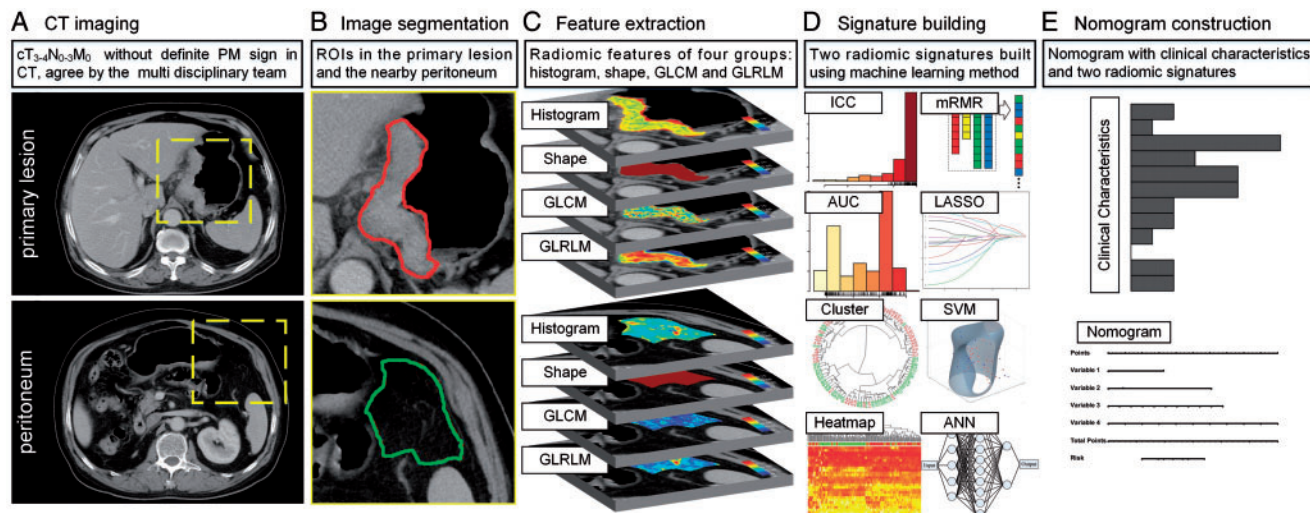 A CT imaging
cT3-4N0-3M0 without definite PM sign in
CT, agree by the multi disciplinary team
primary lesion
peritoneum
B Image segmentation
ROIs in the primary lesion
and the nearby peritoneum
C Feature extraction
Radiomic features of four groups:
histogram, shape, GLCM and GLRLM
Histogram
Shape
GLCM
GLRLM
Histogram
Shape
GLCM
GLRLM
D Signature building
Two radiomic signatures built
using machine learning method
ICC
mRMR
AUC
LASSO
Cluster
SVM
Heatmap
ANN
Input
Output
E Nomogram construction
Nomogram with clinical characteristics
and two radiomic signatures
Clinical Characteristics
Nomogram
Points
Variable 1
Variable 2
Variable 3
Variable 4
Total Points
Risk